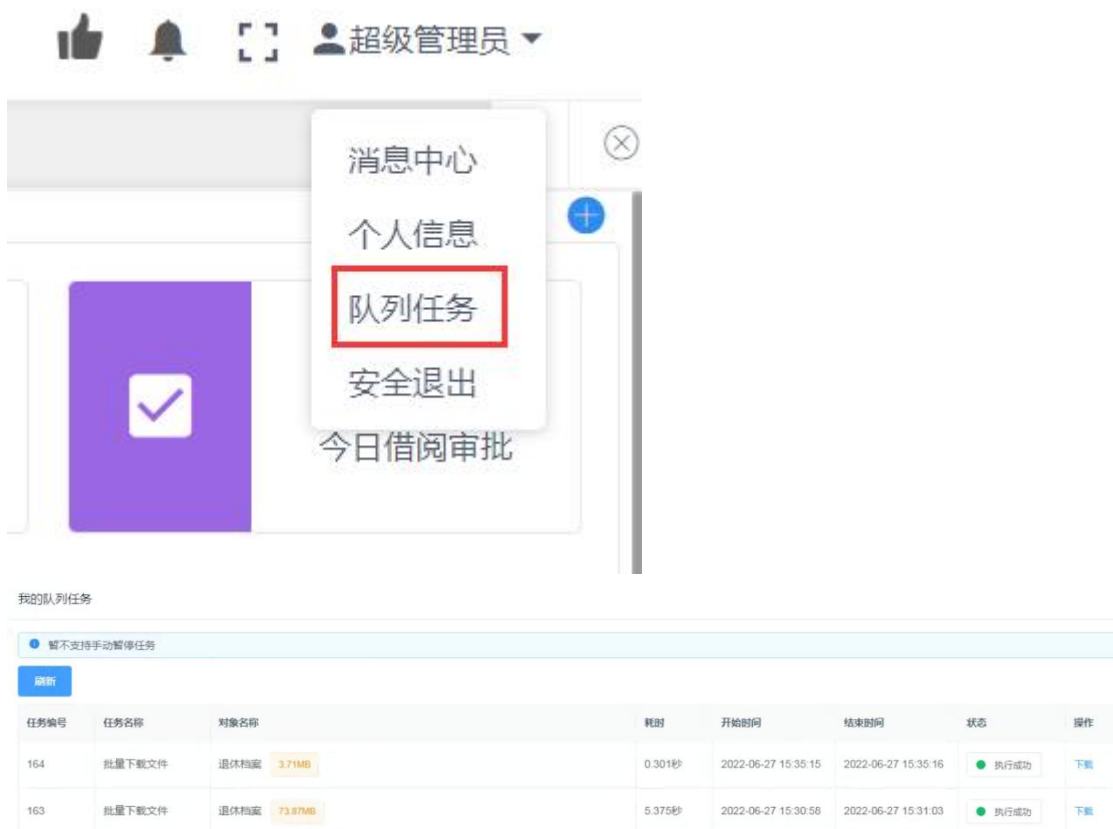 超级管理员
消息中心
个人信息
队列任务
安全退出
今日借阅审批
我的队列任务
暂不支持手动暂停任务
刷新
任务编号 任务名称 对象名称 耗时 开始时间 结束时间 状态 操作
164 批量下载文件 退休档案 3.71MB 0.301秒 2022-06-27 15:35:15 2022-06-27 15:35:16 执行成功 下载
163 批量下载文件 退休档案 73.87MB 5.375秒 2022-06-27 15:30:58 2022-06-27 15:31:03 执行成功 下载